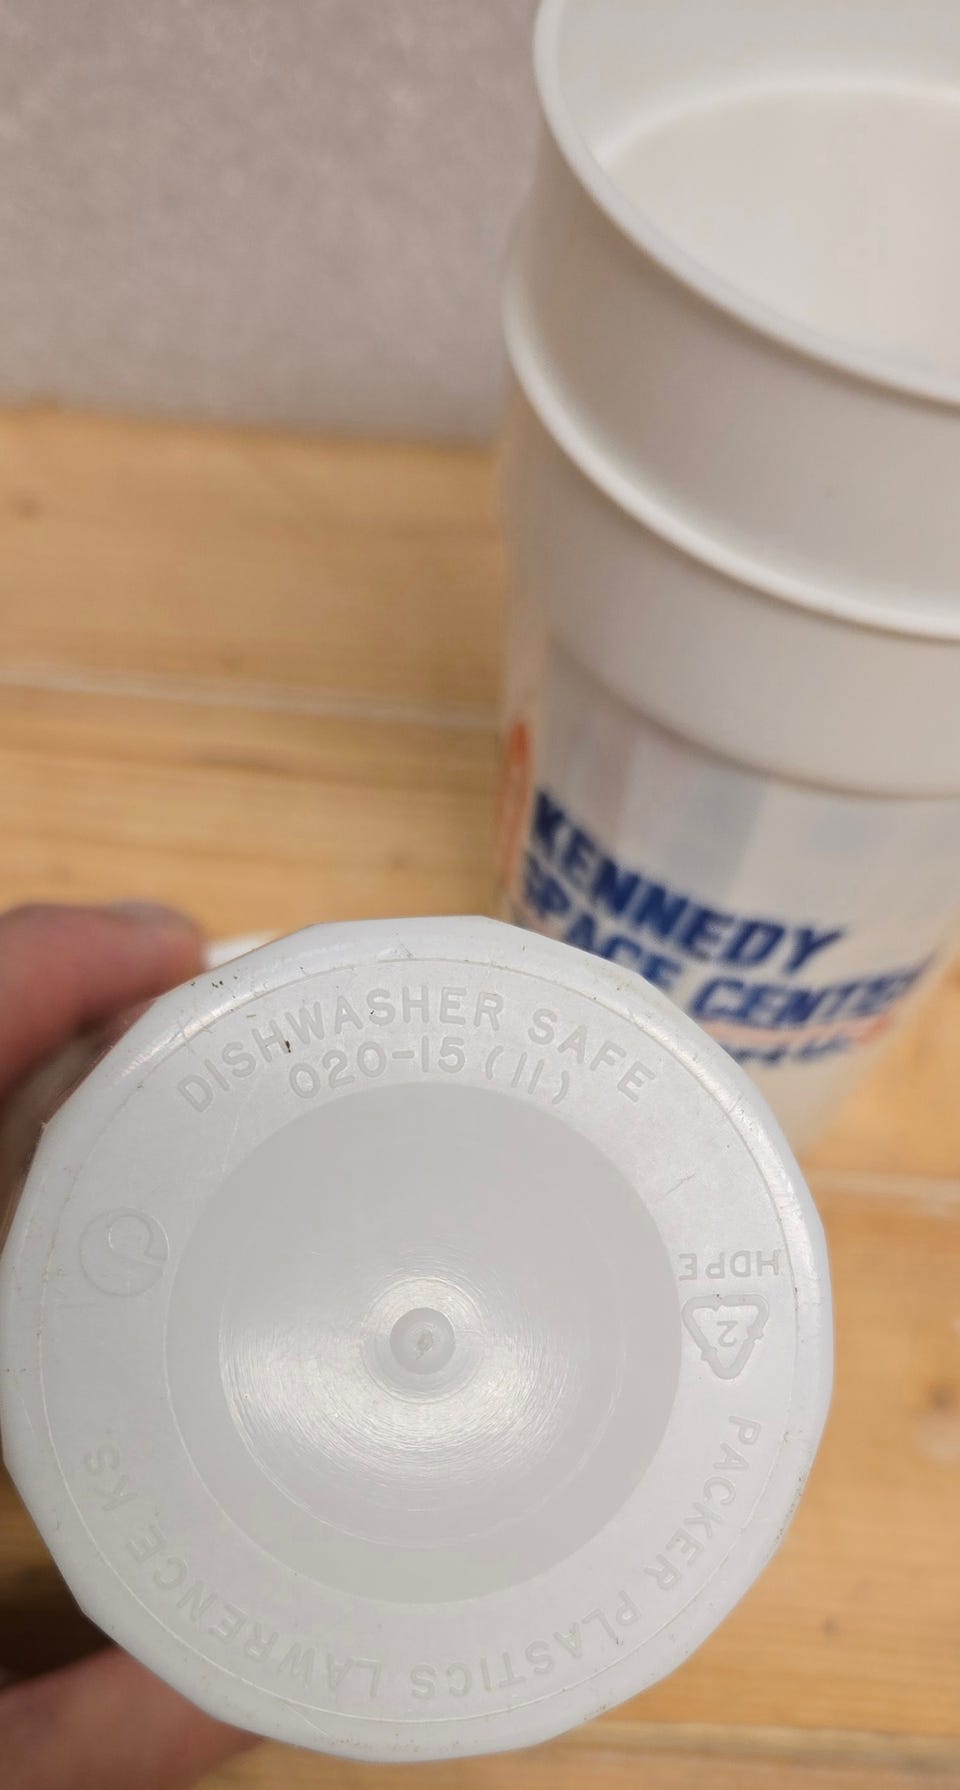 KENNEDY
SPACE CENTER
DISHWASHER SAFE
020-15 (11)
HDPE
2
PACKER PLASTICS LAWRENCE KS